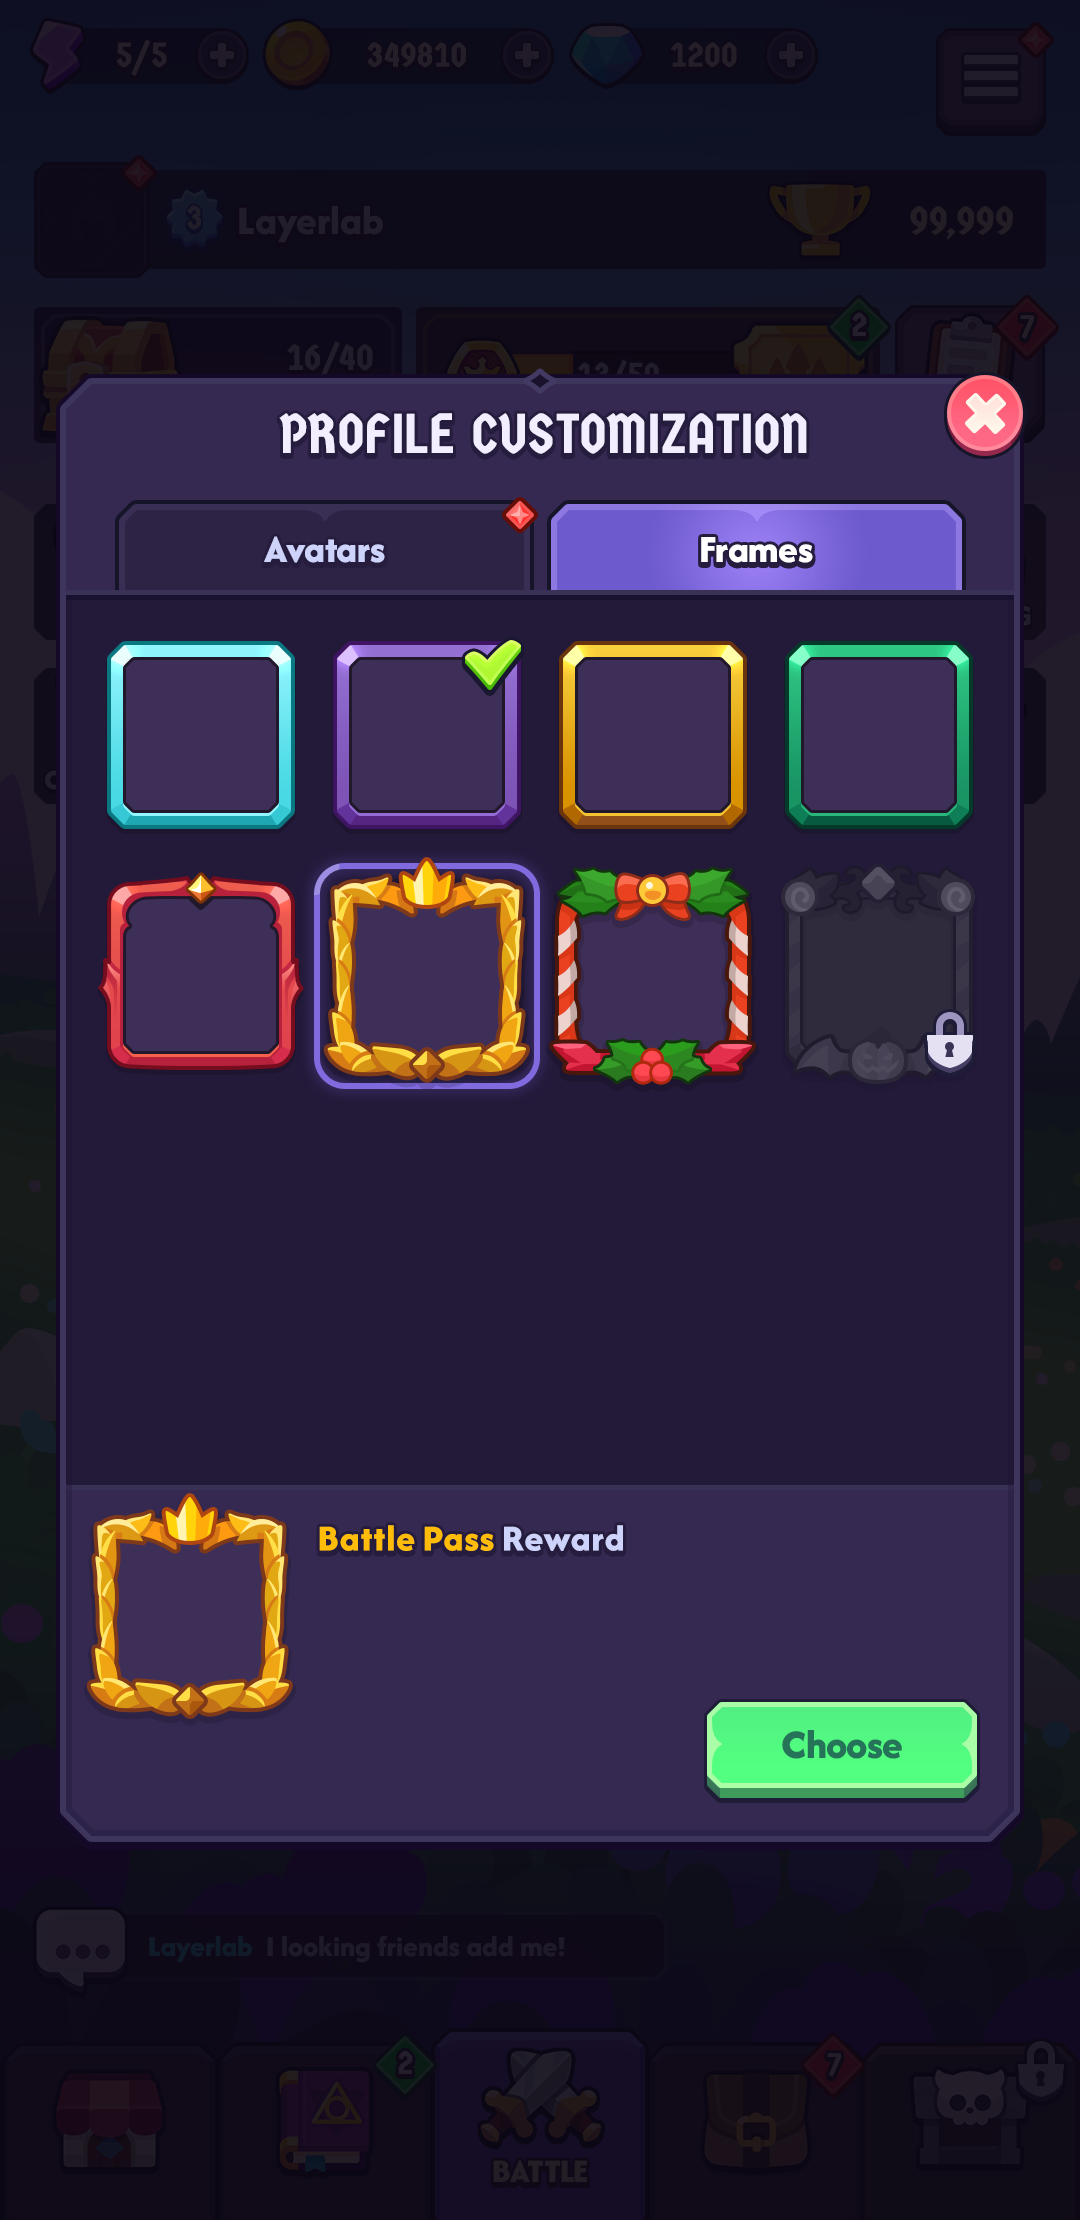 5/5
349810
1200
3
Layerlab
99,999
16/40
2
7
PROFILE CUSTOMIZATION
Avatars
Frames
Battle Pass Reward
Choose
Layerlab I looking friends add me!
2
7
BATTLE